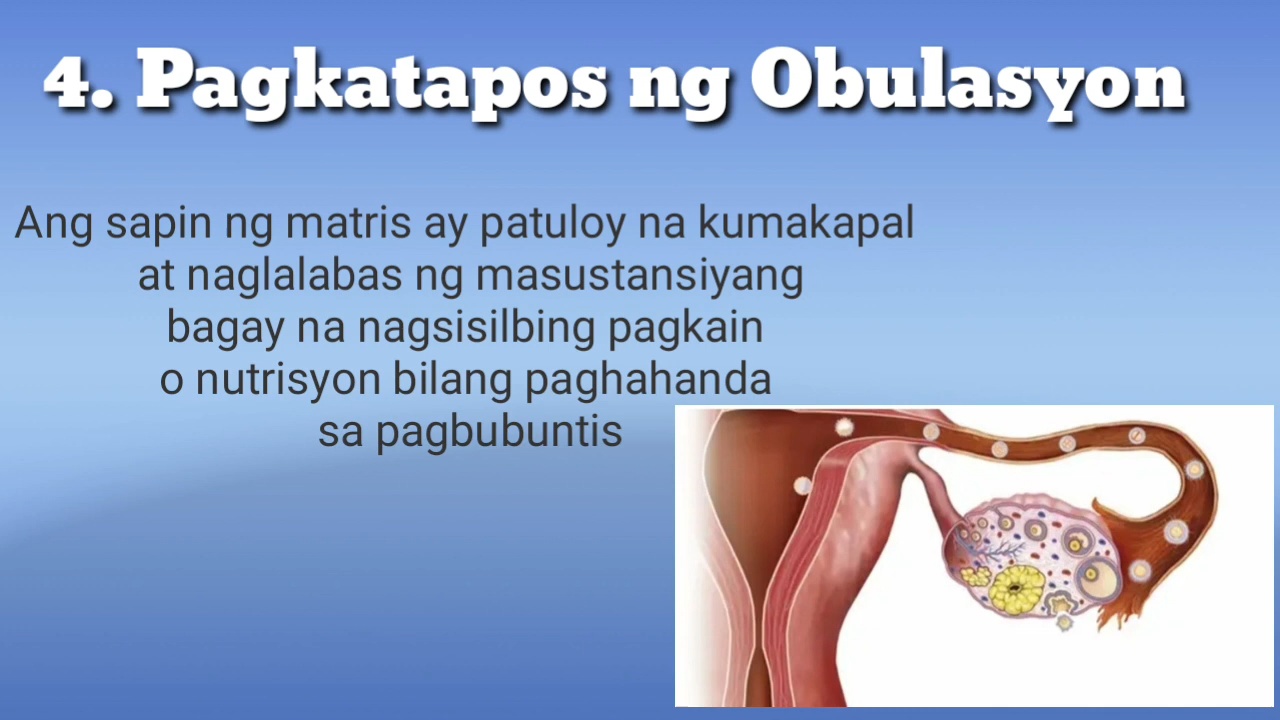 4. Pagkatapos ng Obulasyon
Ang sapin ng matris ay patuloy na kumakapal
at naglalabas ng masustansiyang
bagay na nagsisilbing pagkain
o nutrisyon bilang paghahanda
sa pagbubuntis